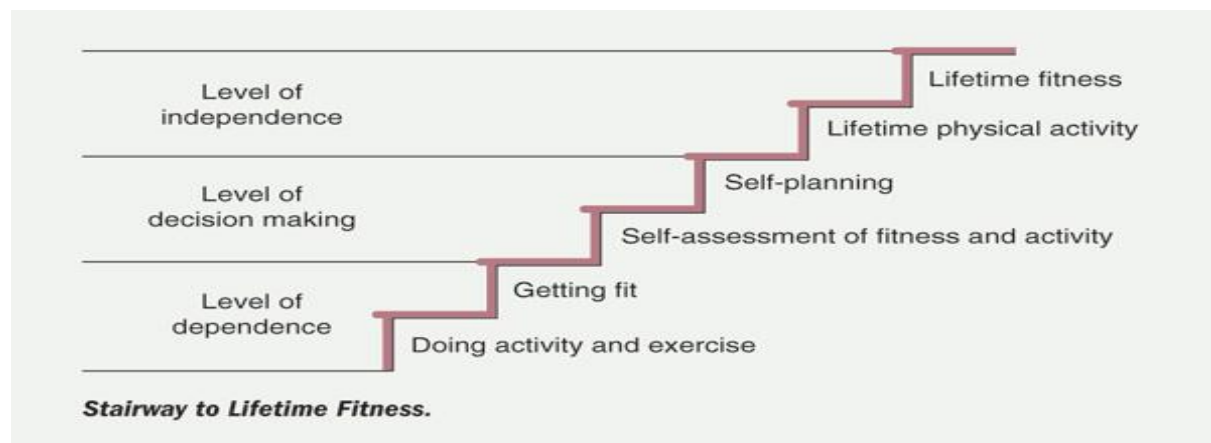 Lifetime fitness
Level of
independence
Lifetime physical activity
Self-planning
Level of
decision making
Self-assessment of fitness and activity
Getting fit
Level of
dependence
Doing activity and exercise
Stairway to Lifetime Fitness.